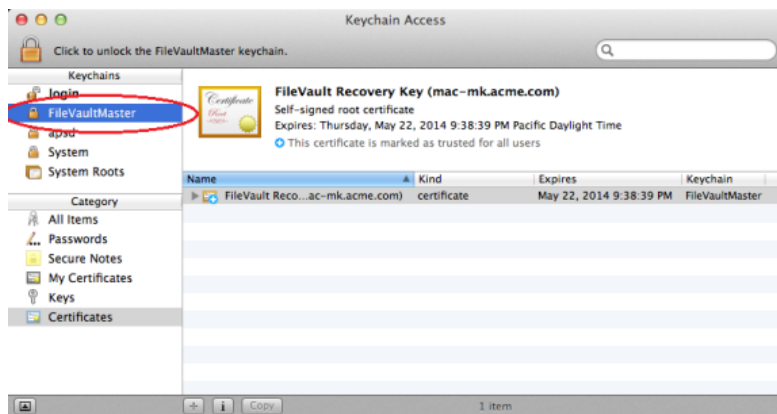 Keychain Access
Click to unlock the FileVaultMaster keychain.
Keychains
login
FileVaultMaster
apsd
System
System Roots
Category
All Items
Passwords
Secure Notes
My Certificates
Keys
Certificates
FileVault Recovery Key (mac-mk.acme.com)
Self-signed root certificate
Expires: Thursday, May 22, 2014 9:38:39 PM Pacific Daylight Time
This certificate is marked as trusted for all users
Name Kind Expires Keychain
FileVault Reco...ac-mk.acme.com) certificate May 22, 2014 9:38:39 PM FileVaultMaster
Certificate
Root
Copy
1 item